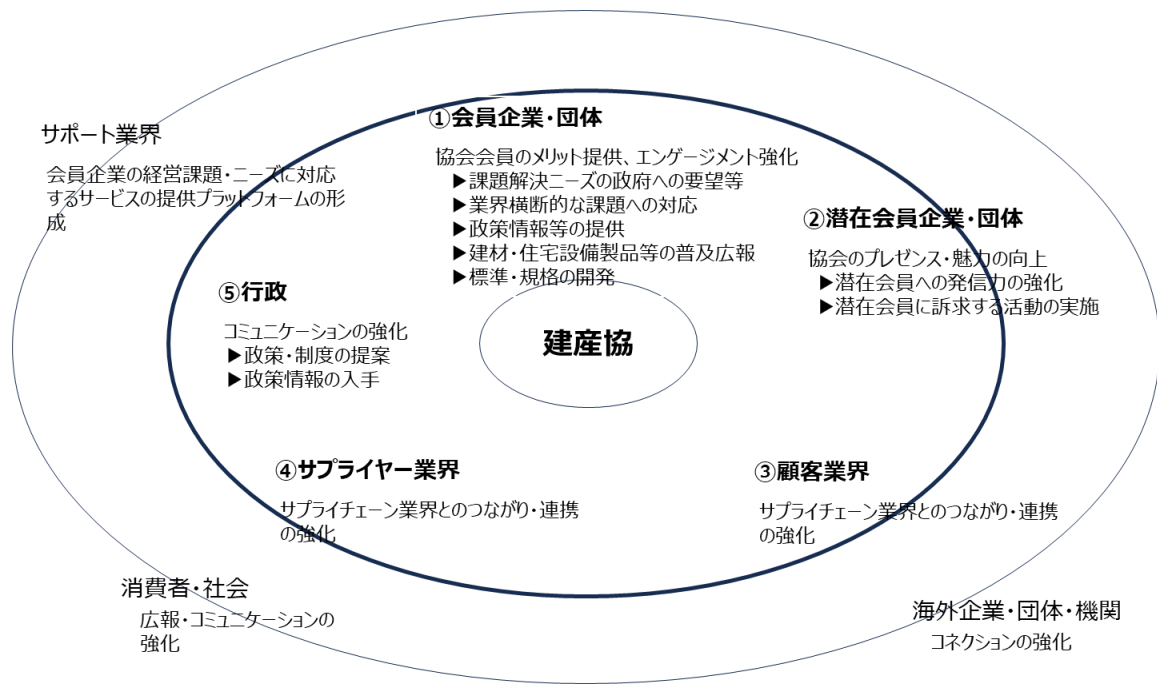 サポート業界
会員企業の経営課題・ニーズに対応
するサービスの提供プラットフォームの形
成
①会員企業・団体
協会会員のメリット提供、エンゲージメント強化
▶課題解決ニーズの政府への要望等
▶業界横断的な課題への対応
▶政策情報等の提供
▶建材・住宅設備製品等の普及広報
▶標準・規格の開発
②潜在会員企業・団体
協会のプレゼンス・魅力の向上
▶潜在会員への発信力の強化
▶潜在会員に訴求する活動の実施
⑤行政
コミュニケーションの強化
▶政策・制度の提案
▶政策情報の入手
建産協
④サプライヤー業界
サプライチェーン業界とのつながり・連携
の強化
③顧客業界
サプライチェーン業界とのつながり・連携
の強化
消費者・社会
広報・コミュニケーションの
強化
海外企業・団体・機関
コネクションの強化